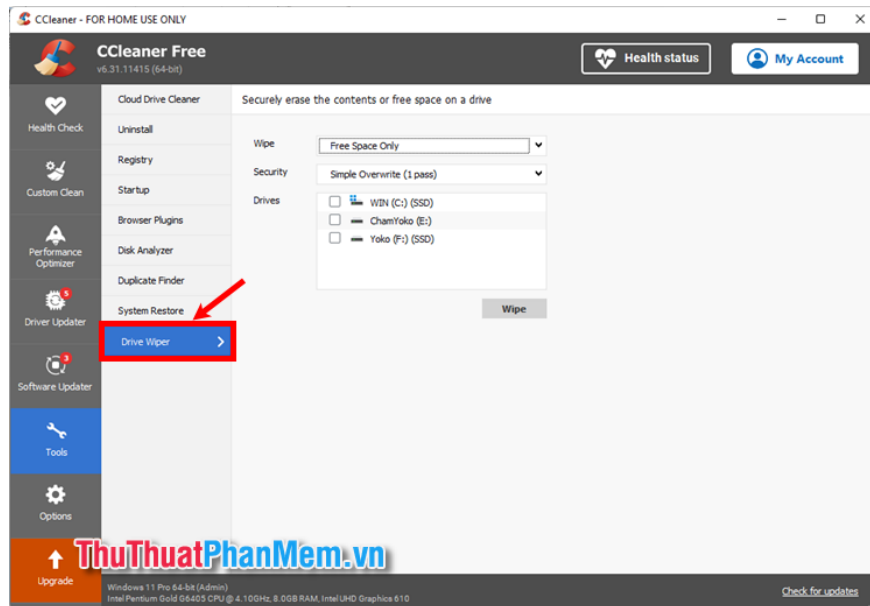 CCleaner - FOR HOME USE ONLY
CCleaner Free
v6.31.11415 (64-bit)
Health status
My Account
Health Check
Custom Clean
Performance
Optimizer
5
Driver Updater
3
Software Updater
Tools
Options
Upgrade
Cloud Drive Cleaner
Uninstall
Registry
Startup
Browser Plugins
Disk Analyzer
Duplicate Finder
System Restore
Drive Wiper
Securely erase the contents or free space on a drive
Wipe Free Space Only
Security Simple Overwrite (1 pass)
Drives WIN (C:) (SSD)
ChamYoko (E:)
Yoko (F:) (SSD)
Wipe
ThuThuatPhanMem.vn
Windows 11 Pro 64-bit (Admin)
Intel Pentium Gold G6405 CPU @ 4.10GHz, 8.0GB RAM, Intel UHD Graphics 610
Check for updates